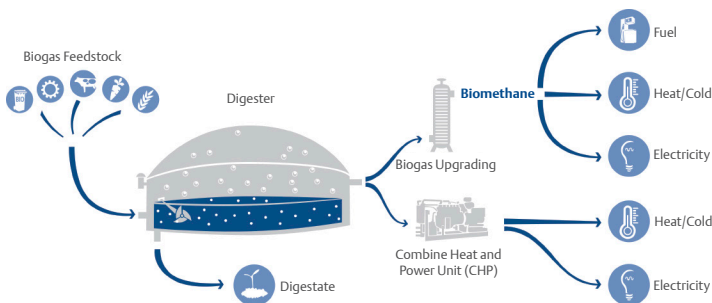 Biogas Feedstock
BIO
Digester
Digestate
Biogas Upgrading
Biomethane
Fuel
Heat/Cold
Electricity
Combine Heat and
Power Unit (CHP)
Heat/Cold
Electricity